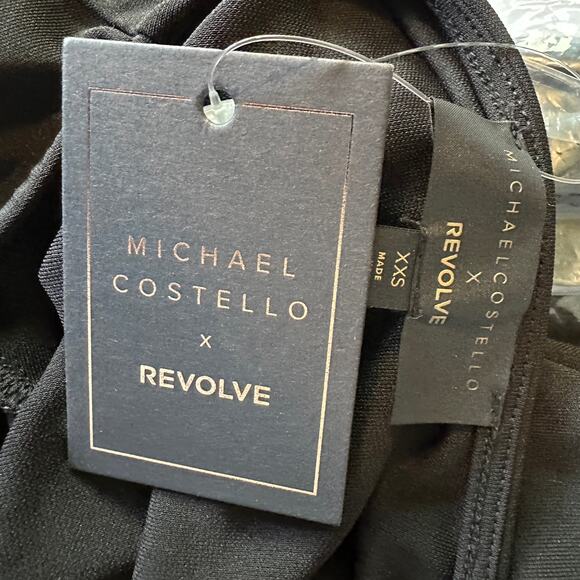 MICHAEL
COSTELLO
X
REVOLVE
XXS
MADE
MICHAELCOSTELLO
X
REVOLVE